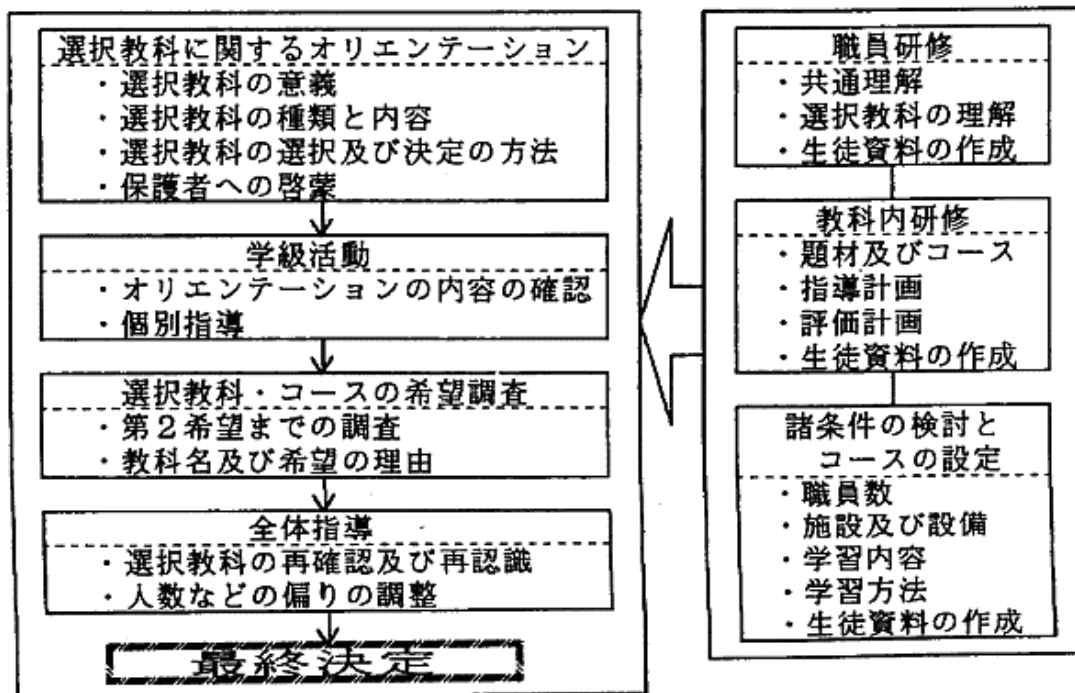 選択教科に関するオリエンテーション
・選択教科の意義
・選択教科の種類と内容
・選択教科の選択及び決定の方法
・保護者への啓蒙
学級活動
・オリエンテーションの内容の確認
・個別指導
選択教科・コースの希望調査
・第2希望までの調査
・教科名及び希望の理由
全体指導
・選択教科の再確認及び再認識
・人数などの偏りの調整
最終決定
職員研修
・共通理解
・選択教科の理解
・生徒資料の作成
教科内研修
・題材及びコース
・指導計画
・評価計画
・生徒資料の作成
諸条件の検討と
コースの設定
・職員数
・施設及び設備
・学習内容
・学習方法
・生徒資料の作成